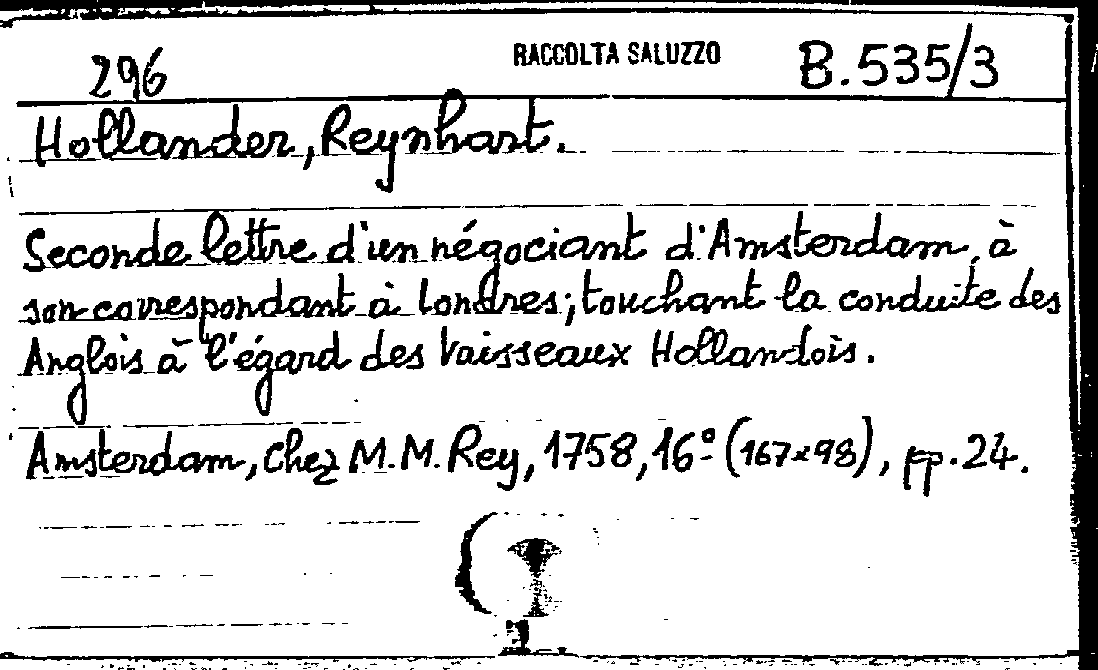 296 RACCOLTA SALUZZO B.535/3
Hollander, Reynhart.
Seconde lettre d'un négociant d'Amsterdam, à
son correspondant à Londres; touchant la conduite des
Anglois à l'égard des Vaisseaux Hollandois.
Amsterdam, chez M.M. Rey, 1758, 16º (167×98), pp. 24.